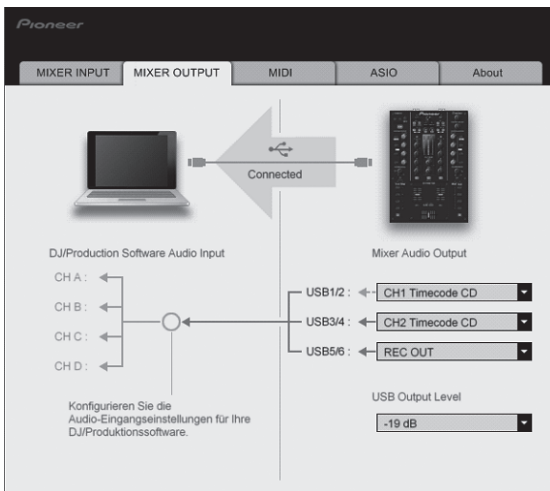 Pioneer
MIXER INPUT MIXER OUTPUT MIDI ASIO About
Connected
DJ/Production Software Audio Input
CH A :
CH B :
CH C :
CH D :
Konfigurieren Sie die
Audio-Eingangseinstellungen für Ihre
DJ/Produktionssoftware.
Mixer Audio Output
USB1/2 : CH1 Timecode CD
USB3/4 : CH2 Timecode CD
USB5/6 : REC OUT
USB Output Level
-19 dB